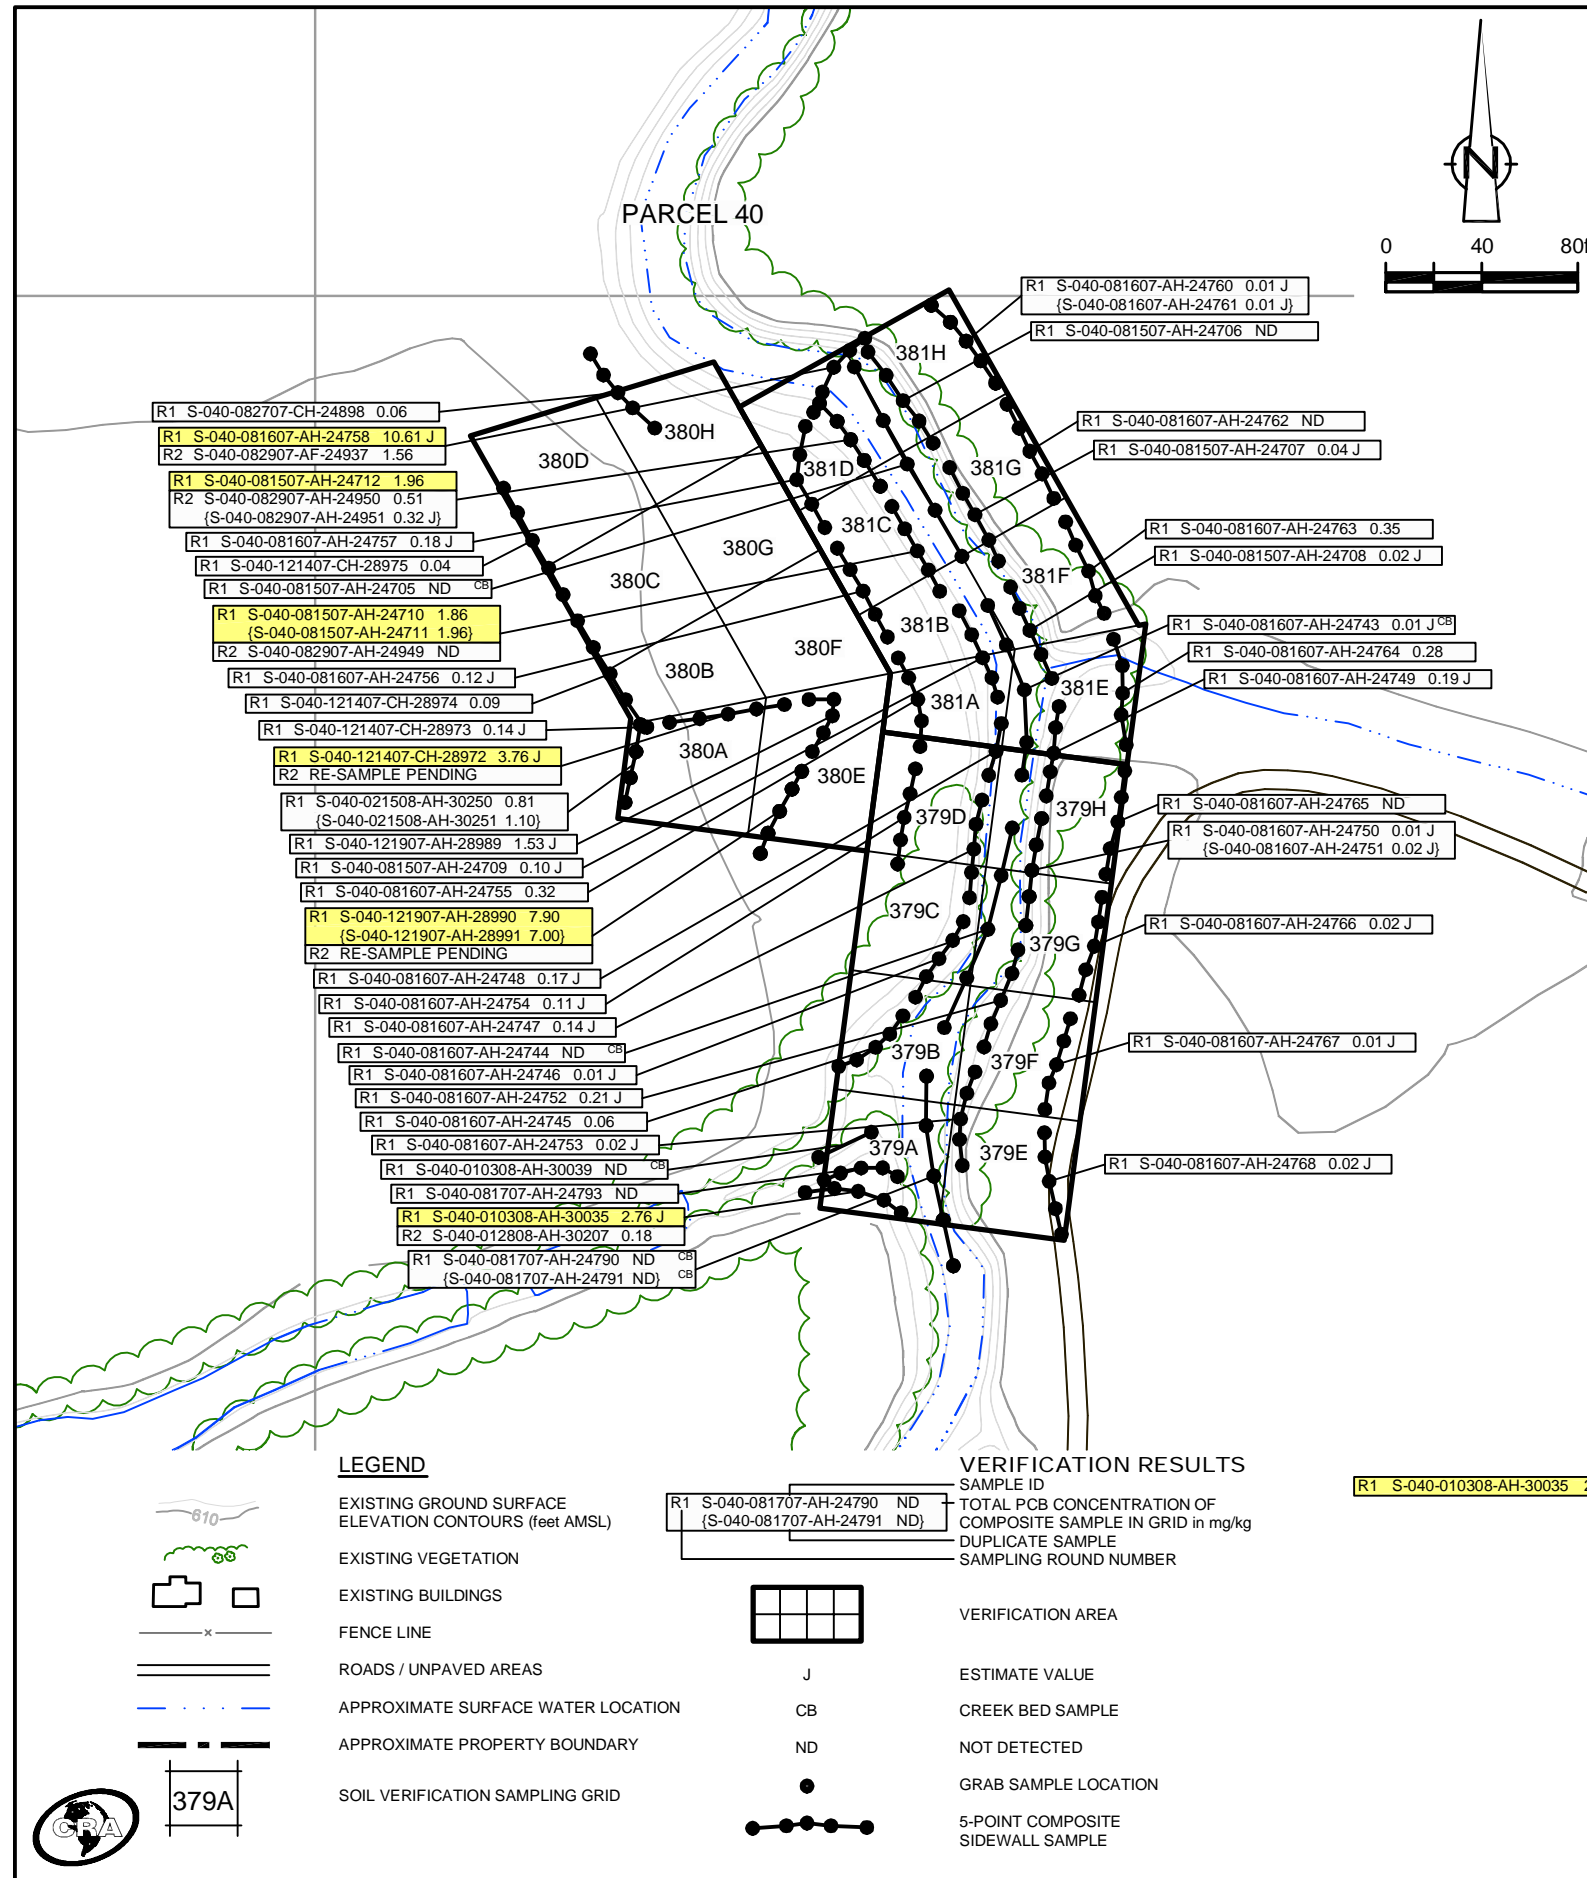 PARCEL 40
N
0 40 80f
R1 S-040-081607-AH-24760 0.01 J
{S-040-081607-AH-24761 0.01 J}
R1 S-040-081507-AH-24706 ND
R1 S-040-081607-AH-24762 ND
R1 S-040-081507-AH-24707 0.04 J
R1 S-040-081607-AH-24763 0.35
R1 S-040-081507-AH-24708 0.02 J
R1 S-040-081607-AH-24743 0.01 J CB
R1 S-040-081607-AH-24764 0.28
R1 S-040-081607-AH-24749 0.19 J
R1 S-040-081607-AH-24765 ND
R1 S-040-081607-AH-24750 0.01 J
{S-040-081607-AH-24751 0.02 J}
R1 S-040-081607-AH-24766 0.02 J
R1 S-040-081607-AH-24767 0.01 J
R1 S-040-081607-AH-24768 0.02 J
R1 S-040-082707-CH-24898 0.06
R1 S-040-081607-AH-24758 10.61 J
R2 S-040-082907-AF-24937 1.56
R1 S-040-081507-AH-24712 1.96
R2 S-040-082907-AH-24950 0.51
{S-040-082907-AH-24951 0.32 J}
R1 S-040-081607-AH-24757 0.18 J
R1 S-040-121407-CH-28975 0.04
R1 S-040-081507-AH-24705 ND CB
R1 S-040-081507-AH-24710 1.86
{S-040-081507-AH-24711 1.96}
R2 S-040-082907-AH-24949 ND
R1 S-040-081607-AH-24756 0.12 J
R1 S-040-121407-CH-28974 0.09
R1 S-040-121407-CH-28973 0.14 J
R1 S-040-121407-CH-28972 3.76 J
R2 RE-SAMPLE PENDING
R1 S-040-021508-AH-30250 0.81
{S-040-021508-AH-30251 1.10}
R1 S-040-121907-AH-28989 1.53 J
R1 S-040-081507-AH-24709 0.10 J
R1 S-040-081607-AH-24755 0.32
R1 S-040-121907-AH-28990 7.90
{S-040-121907-AH-28991 7.00}
R2 RE-SAMPLE PENDING
R1 S-040-081607-AH-24748 0.17 J
R1 S-040-081607-AH-24754 0.11 J
R1 S-040-081607-AH-24747 0.14 J
R1 S-040-081607-AH-24744 ND CB
R1 S-040-081607-AH-24746 0.01 J
R1 S-040-081607-AH-24752 0.21 J
R1 S-040-081607-AH-24745 0.06
R1 S-040-081607-AH-24753 0.02 J
R1 S-040-010308-AH-30039 ND CB
R1 S-040-081707-AH-24793 ND
R1 S-040-010308-AH-30035 2.76 J
R2 S-040-012808-AH-30207 0.18
R1 S-040-081707-AH-24790 ND CB
{S-040-081707-AH-24791 ND} CB
380D
380H
380C
380G
380B
380F
380A
380E
381H
381D
381G
381C
381F
381B
381E
381A
379D
379H
379C
379G
379B
379F
379A
379E
LEGEND
610
EXISTING GROUND SURFACE
ELEVATION CONTOURS (feet AMSL)
EXISTING VEGETATION
EXISTING BUILDINGS
x
FENCE LINE
ROADS / UNPAVED AREAS
APPROXIMATE SURFACE WATER LOCATION
APPROXIMATE PROPERTY BOUNDARY
379A
SOIL VERIFICATION SAMPLING GRID
CRA
VERIFICATION RESULTS
R1 S-040-081707-AH-24790 ND
{S-040-081707-AH-24791 ND}
SAMPLE ID
TOTAL PCB CONCENTRATION OF
COMPOSITE SAMPLE IN GRID in mg/kg
DUPLICATE SAMPLE
SAMPLING ROUND NUMBER
VERIFICATION AREA
J
ESTIMATE VALUE
CB
CREEK BED SAMPLE
ND
NOT DETECTED
GRAB SAMPLE LOCATION
5-POINT COMPOSITE
SIDEWALL SAMPLE
R1 S-040-010308-AH-30035 2